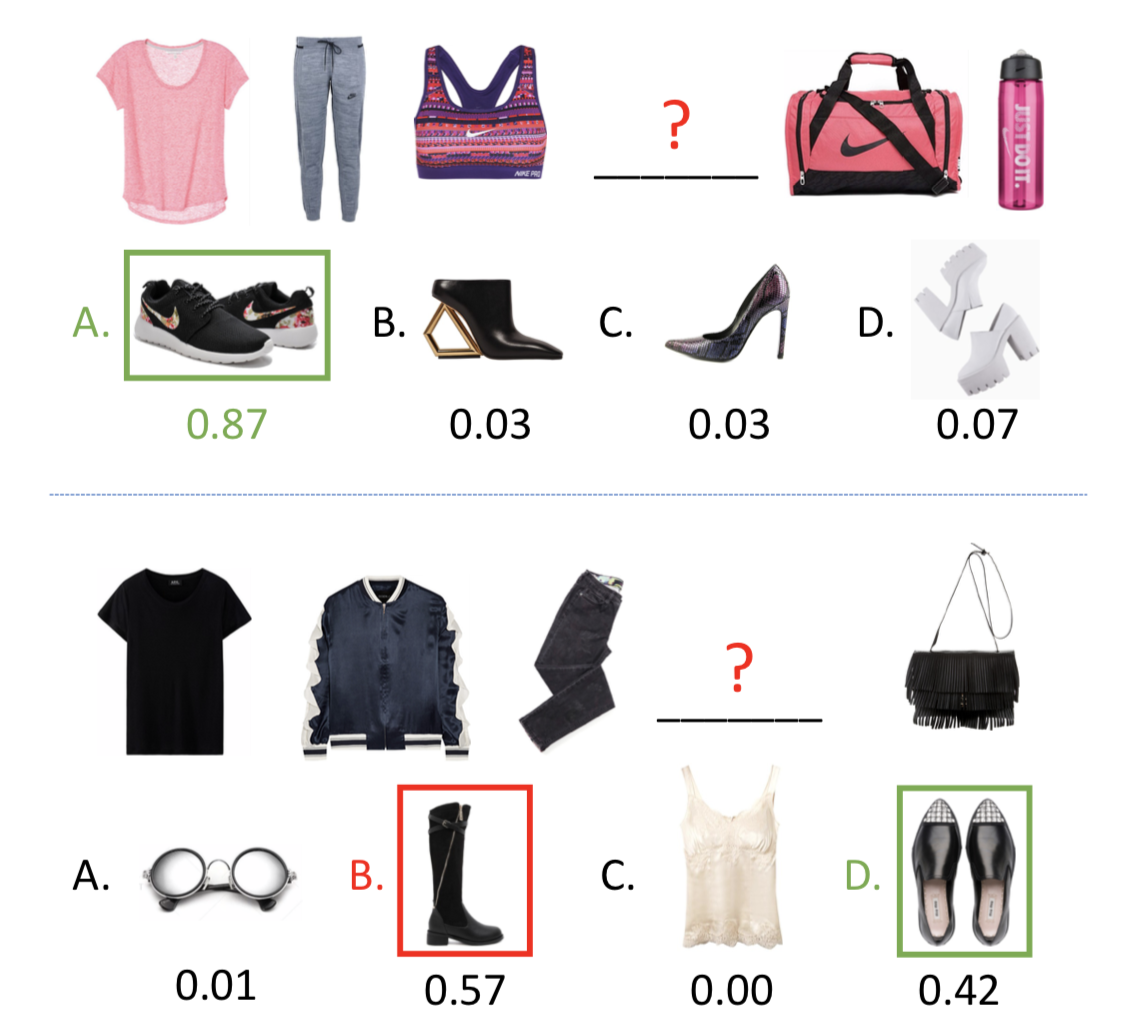 ?
NIKE PRO
JUST DO IT.
A.
B.
C.
D.
0.87
0.03
0.03
0.07
?
A.
B.
C.
D.
0.01
0.57
0.00
0.42